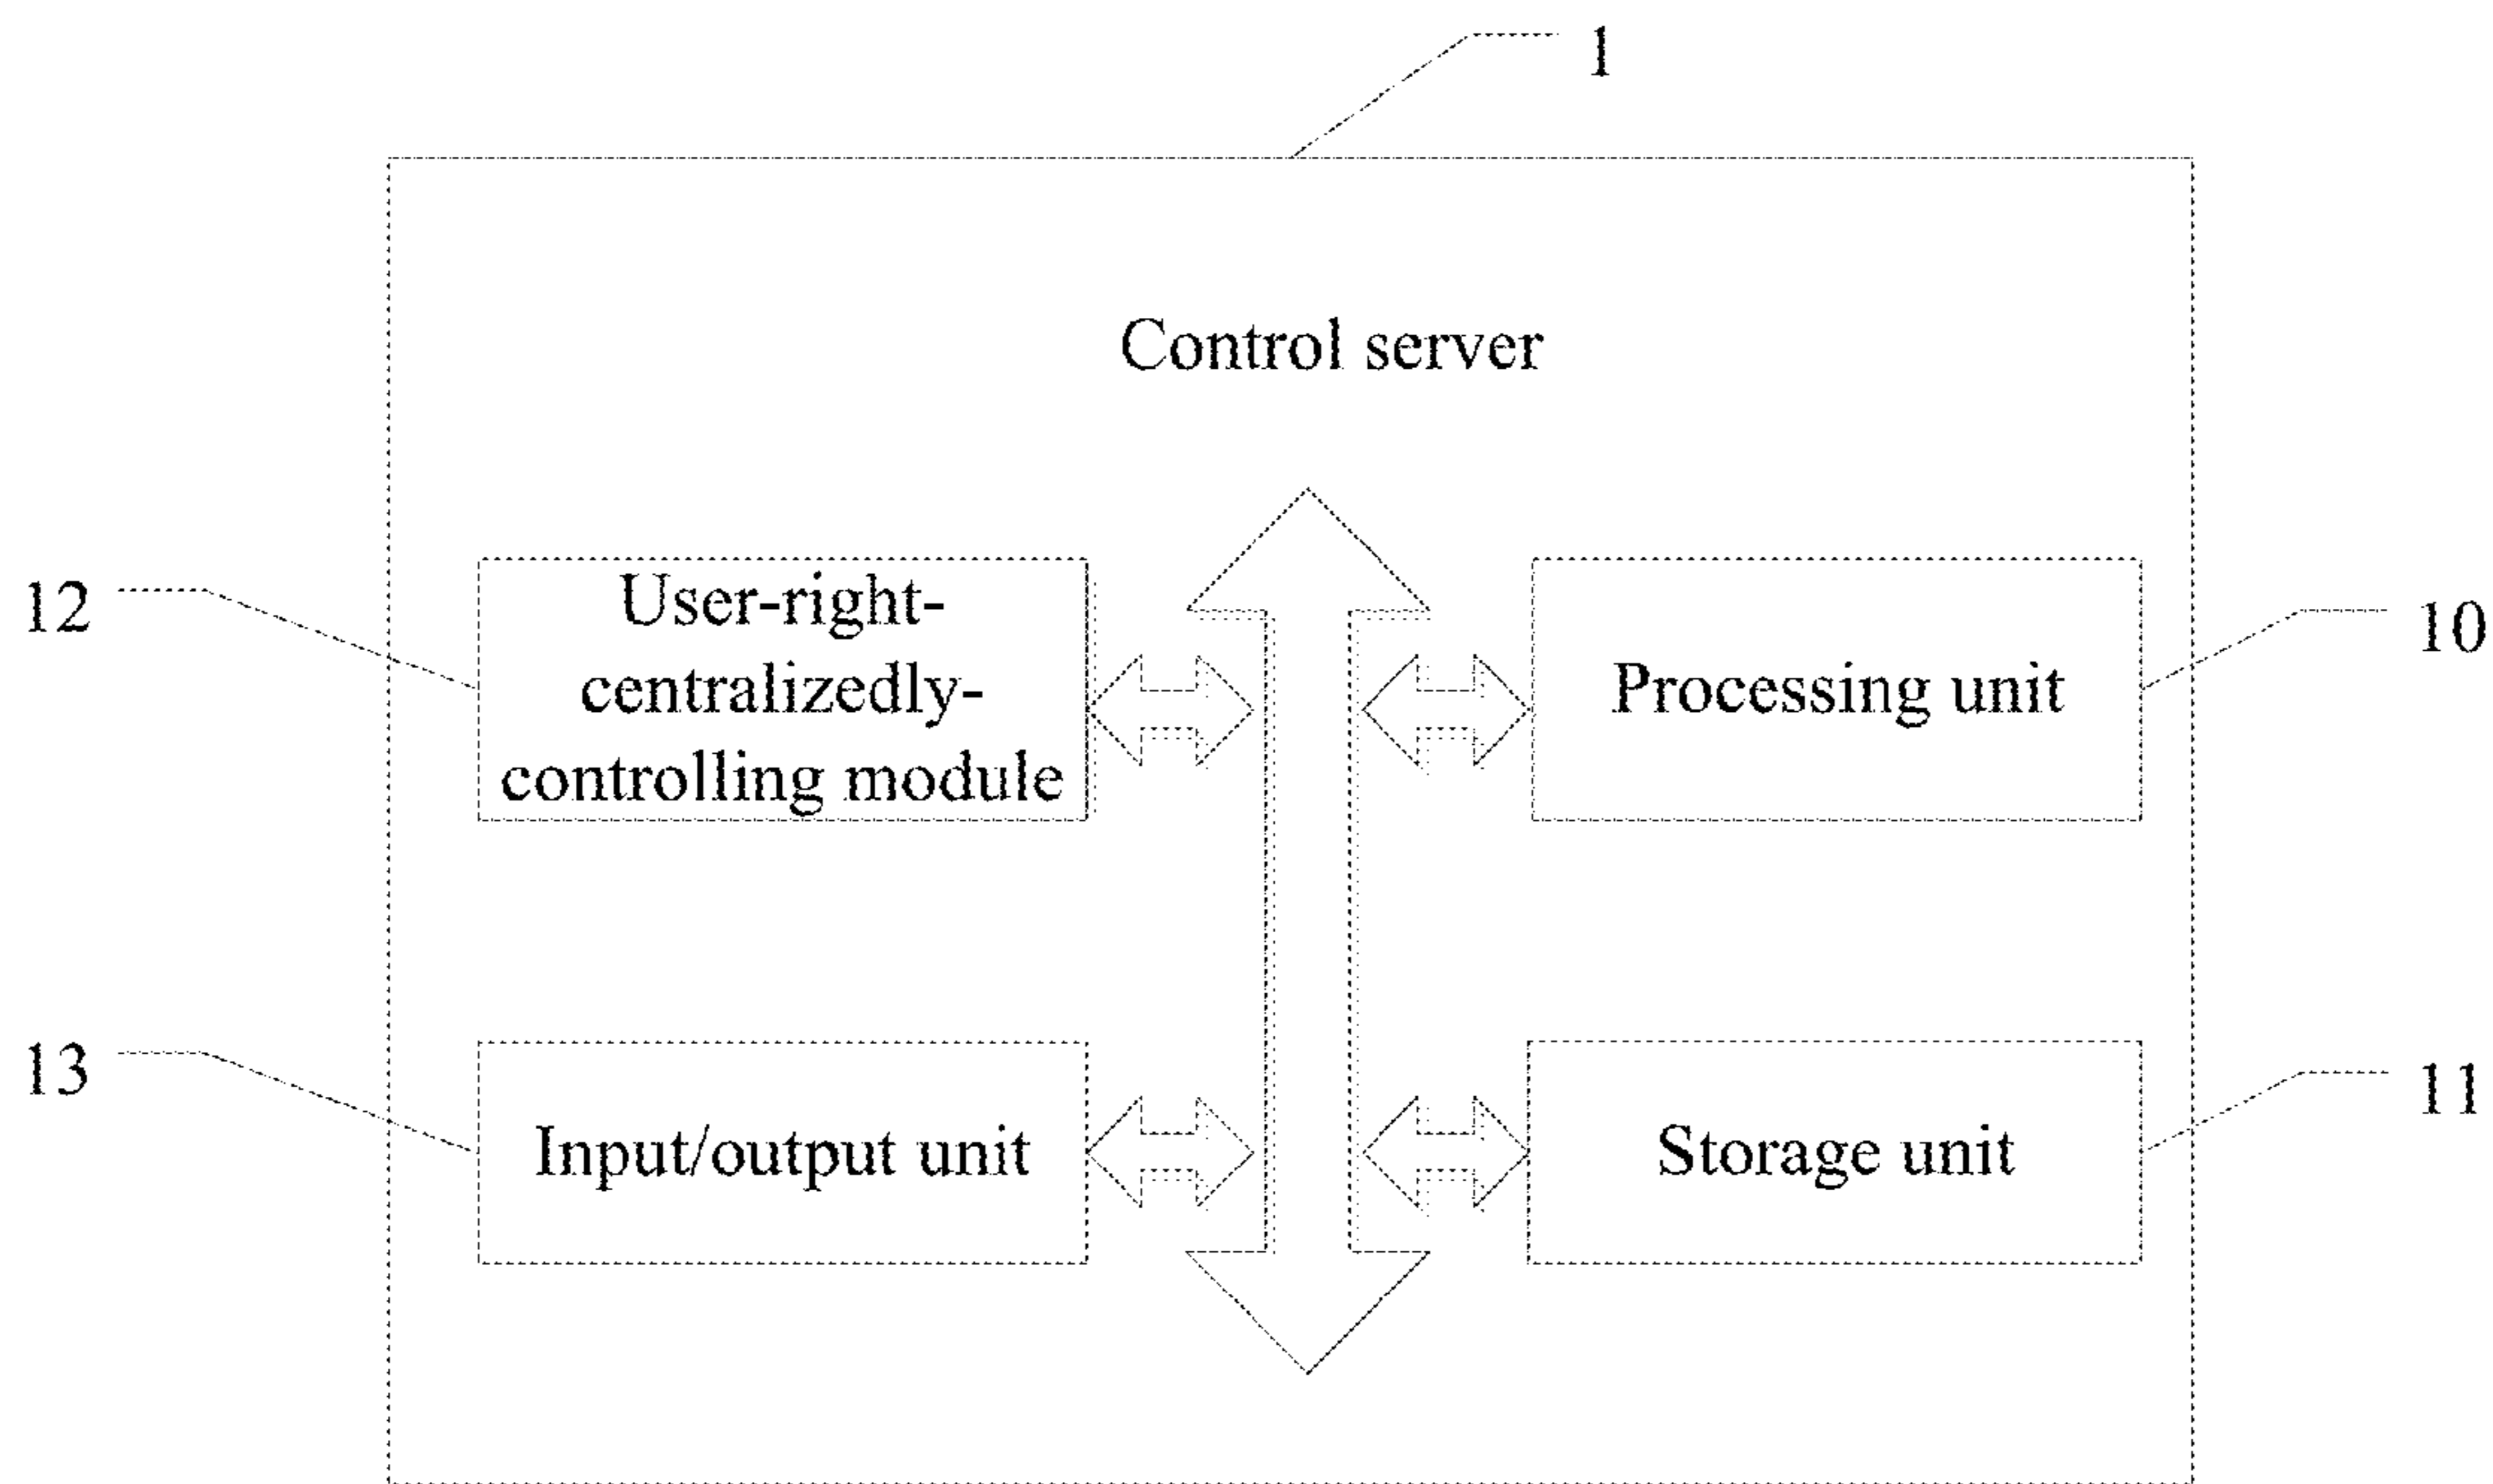 1
Control server
12
User-right-
centralizedly-
controlling module
Processing unit
10
13
Input/output unit
Storage unit
11